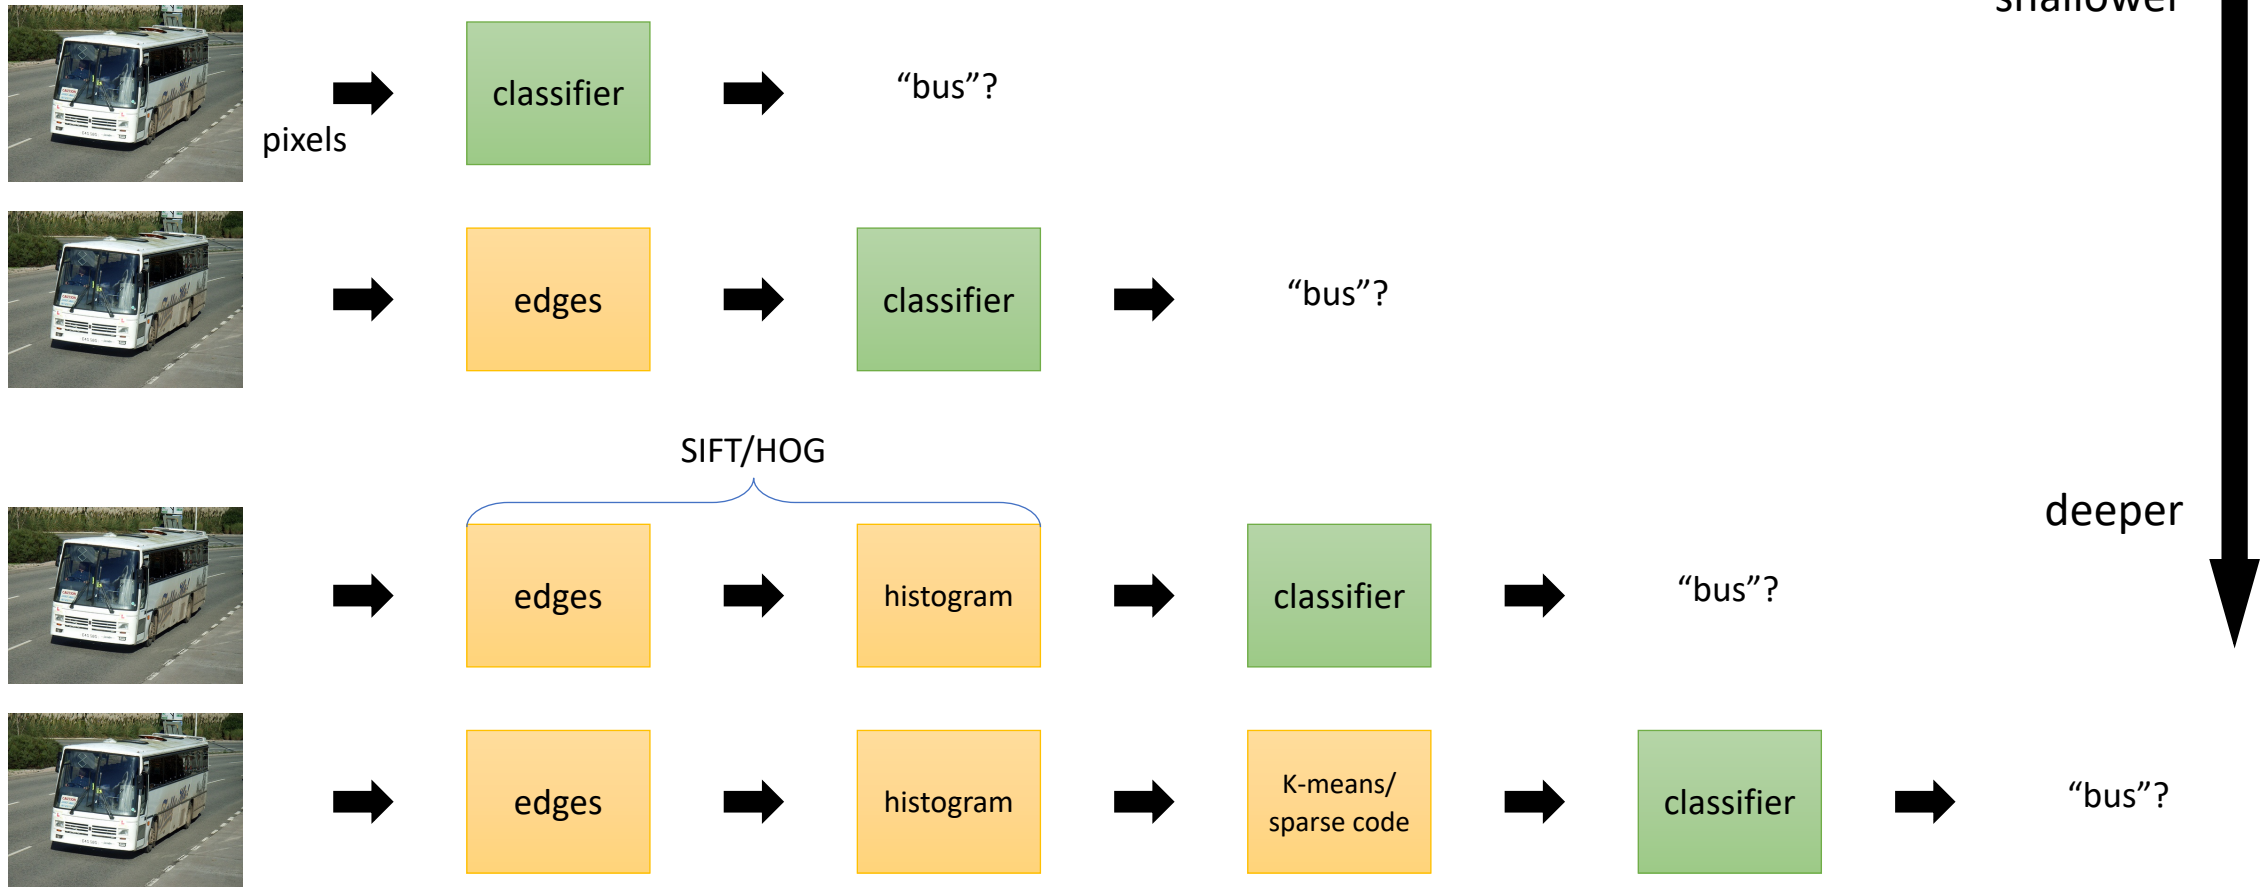 shallower
classifier
“bus”?
pixels
edges
classifier
“bus”?
SIFT/HOG
deeper
edges
histogram
classifier
“bus”?
edges
histogram
K-means/
sparse code
classifier
“bus”?